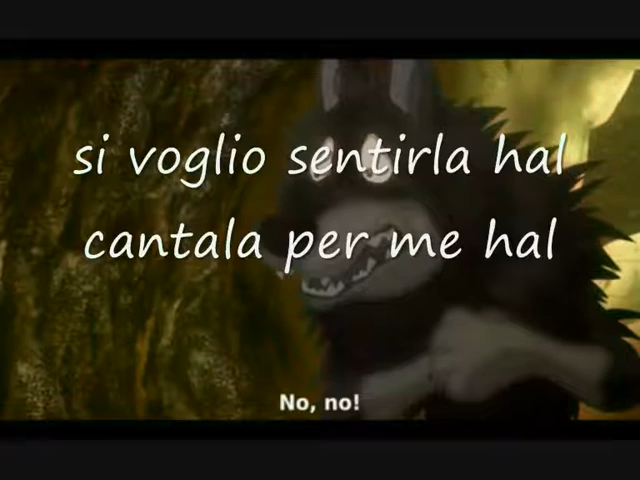 si voglio sentirla hal
cantala per me hal
No, no!